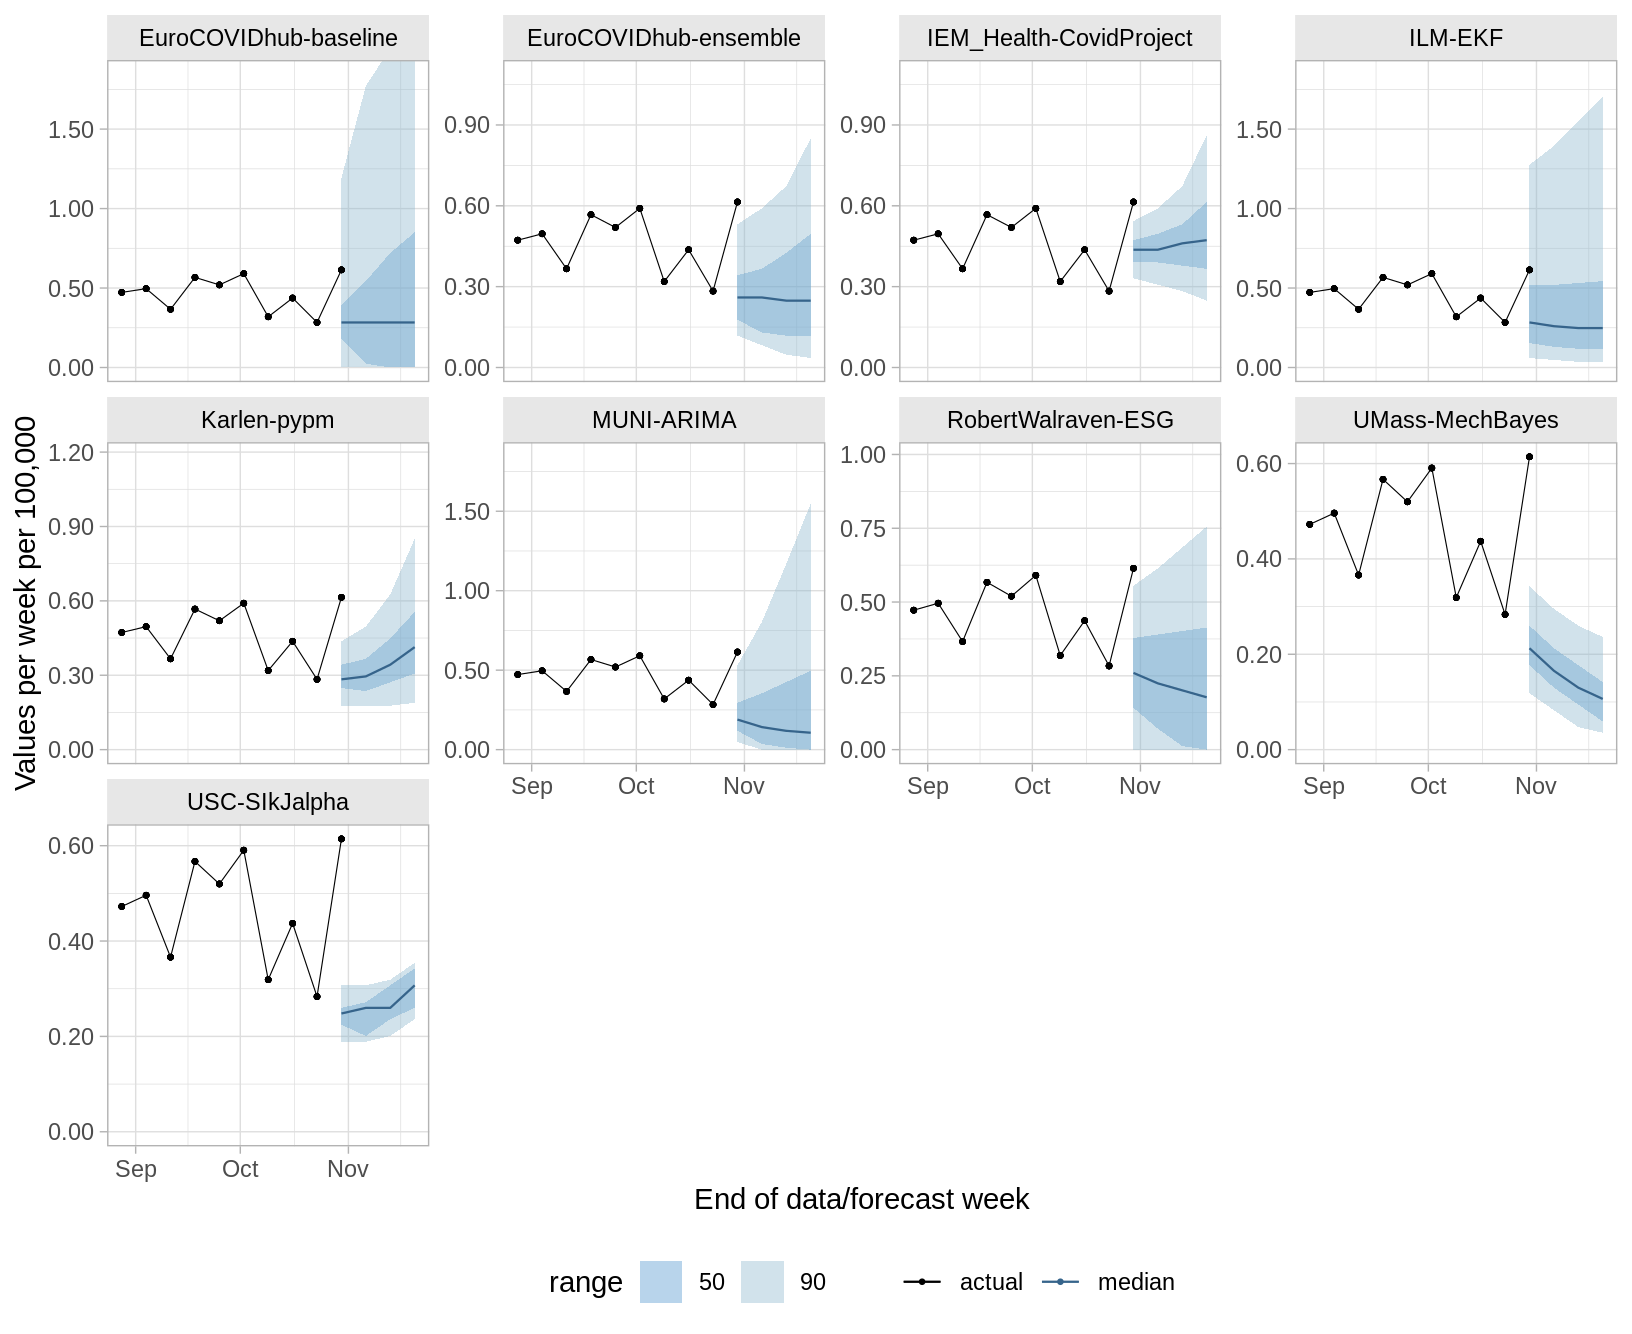 EuroCOVIDhub-baseline
EuroCOVIDhub-ensemble
IEM_Health-CovidProject
ILM-EKF
1.50
1.00
0.50
0.00
0.90
0.60
0.30
0.00
0.90
0.60
0.30
0.00
1.50
1.00
0.50
0.00
Values per week per 100,000
Karlen-pypm
MUNI-ARIMA
RobertWalraven-ESG
UMass-MechBayes
1.20
0.90
0.60
0.30
0.00
1.50
1.00
0.50
0.00
1.00
0.75
0.50
0.25
0.00
0.60
0.40
0.20
0.00
Sep Oct Nov
Sep Oct Nov
Sep Oct Nov
USC-SIkJalpha
0.60
0.40
0.20
0.00
Sep Oct Nov
End of data/forecast week
range 50 90 actual median